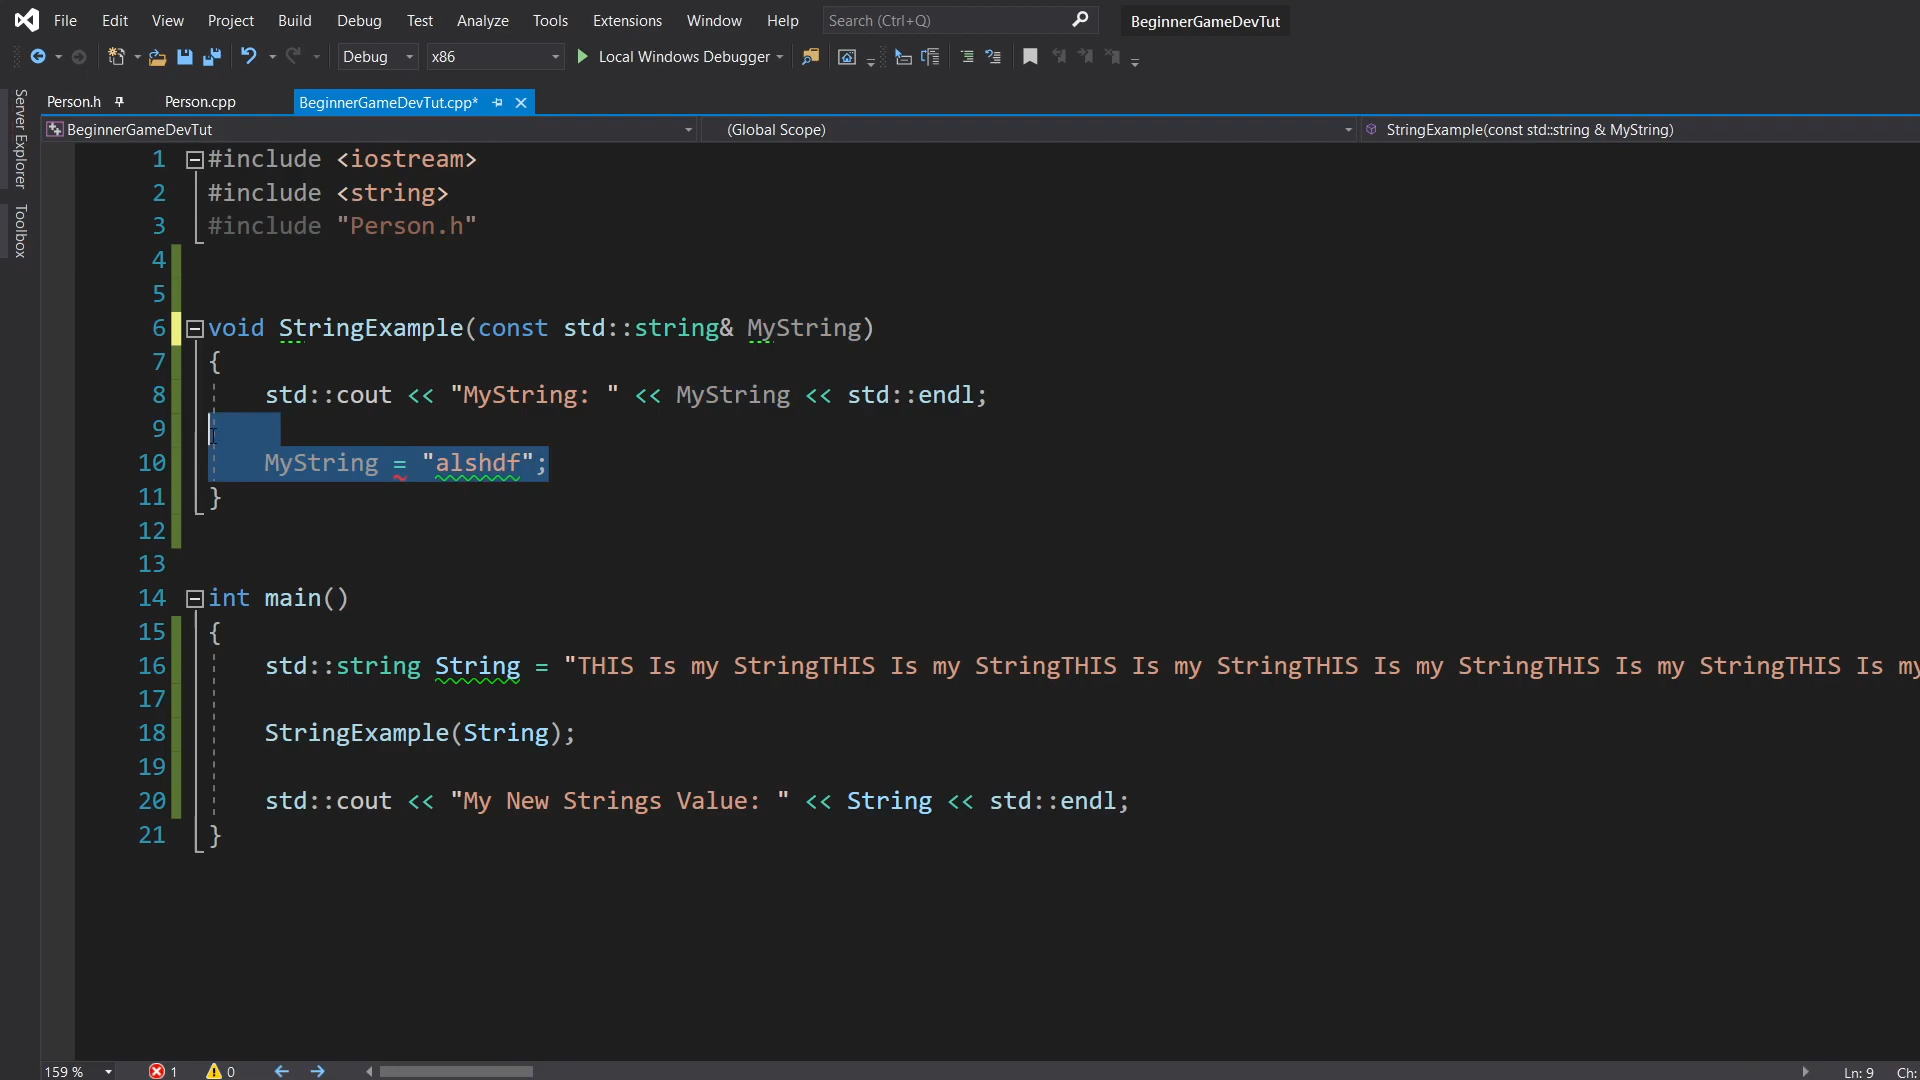 File Edit View Project Build Debug Test Analyze Tools Extensions Window Help Search (Ctrl+Q) BeginnerGameDevTut
Debug x86 Local Windows Debugger
Server Explorer
Toolbox
Person.h Person.cpp BeginnerGameDevTut.cpp*
BeginnerGameDevTut (Global Scope) StringExample(const std::string & MyString)
1 #include <iostream>
2 #include <string>
3 #include "Person.h"
4
5
6 void StringExample(const std::string& MyString)
7 {
8 std::cout << "MyString: " << MyString << std::endl;
9
10 MyString = "alshdf";
11 }
12
13
14 int main()
15 {
16 std::string String = "THIS Is my StringTHIS Is my StringTHIS Is my StringTHIS Is my StringTHIS Is my StringTHIS Is my
17
18 StringExample(String);
19
20 std::cout << "My New Strings Value: " << String << std::endl;
21 }
159 % 1 0 Ln: 9 Ch: